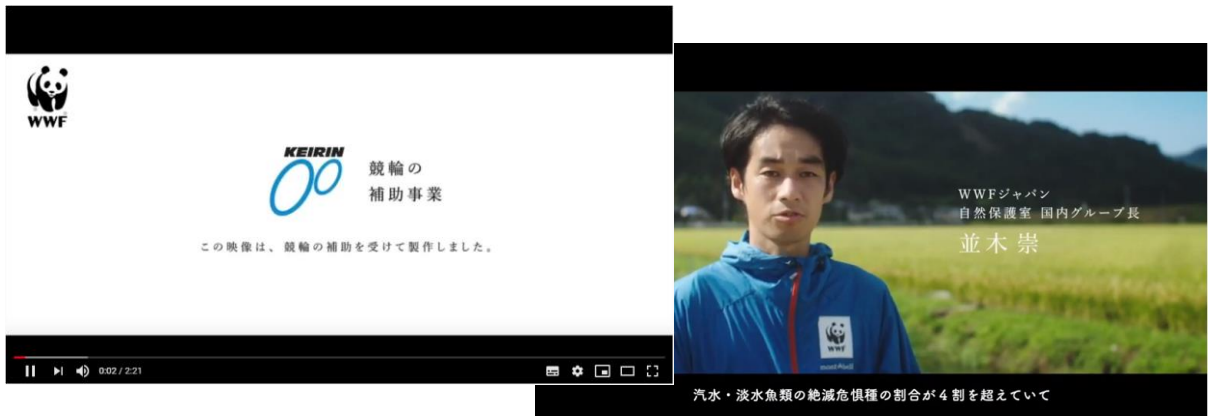 WWF
KEIRIN
競輪の
補助事業
この映像は、競輪の補助を受けて製作しました。
0:02 / 2:21
WWFジャパン
自然保護室 国内グループ長
並木 崇
WWF
mont-bell
汽水・淡水魚類の絶滅危惧種の割合が4割を超えていて